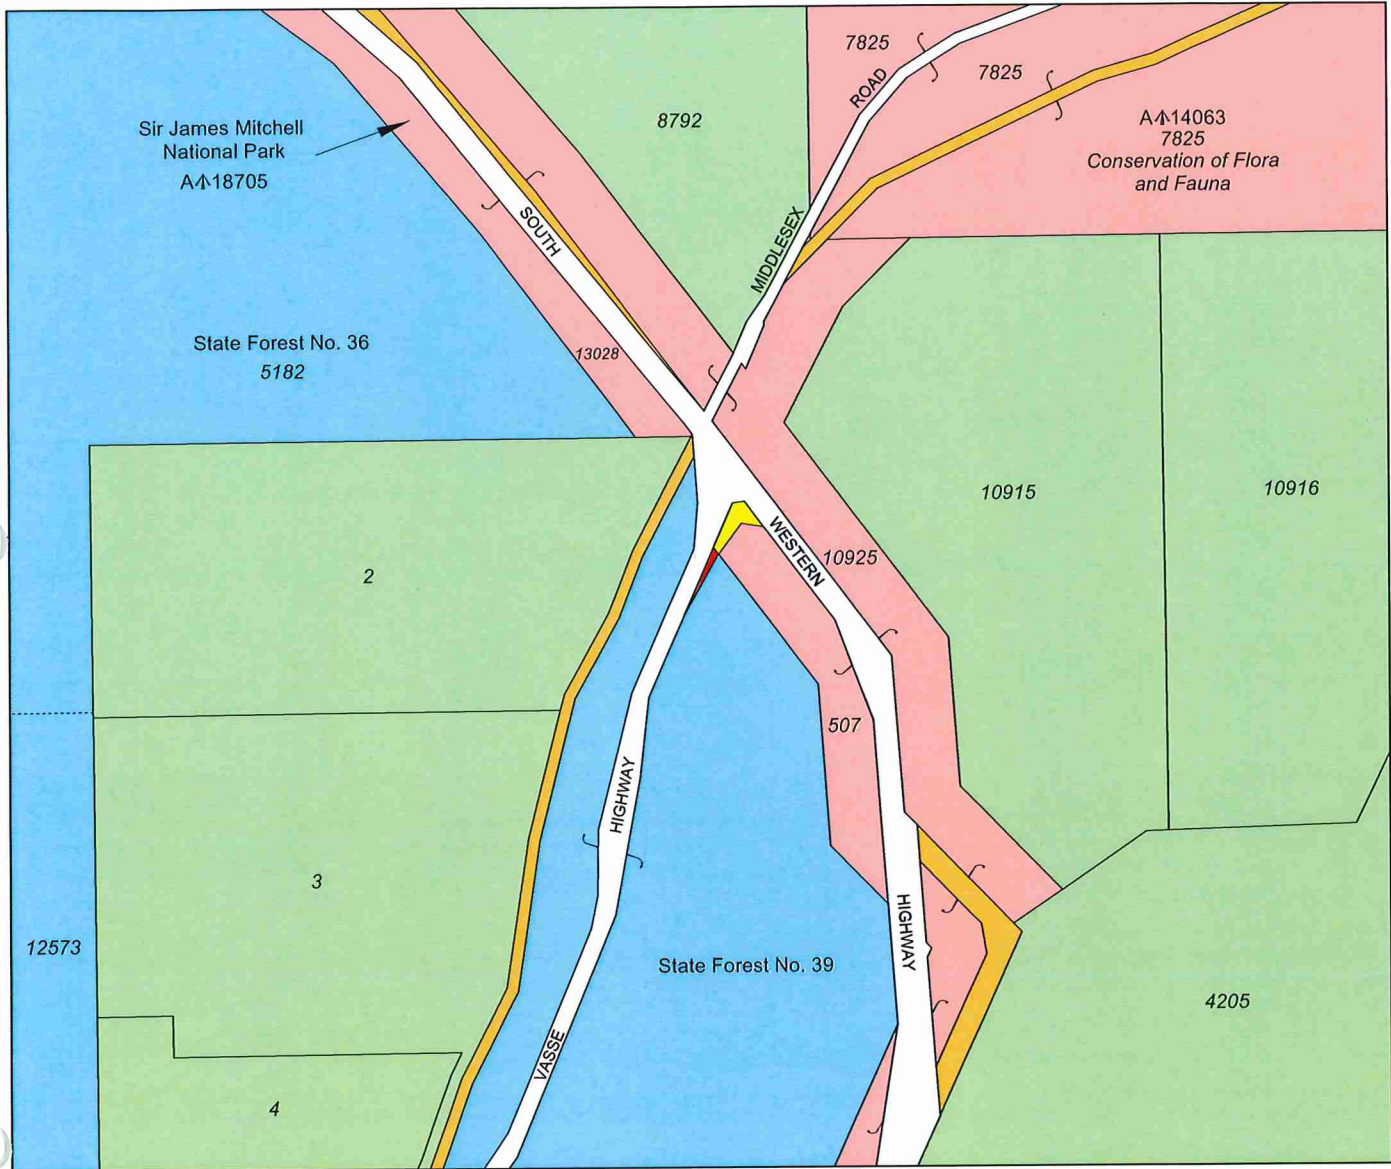 7825
7825
ROAD
8792
A 14063
7825
Conservation of Flora
and Fauna
Sir James Mitchell
National Park
A 18705
SOUTH
MIDDLESEX
State Forest No. 36
5182
13028
10915
10916
WESTERN
10925
2
507
HIGHWAY
3
HIGHWAY
12573
State Forest No. 39
4205
VASSE
4